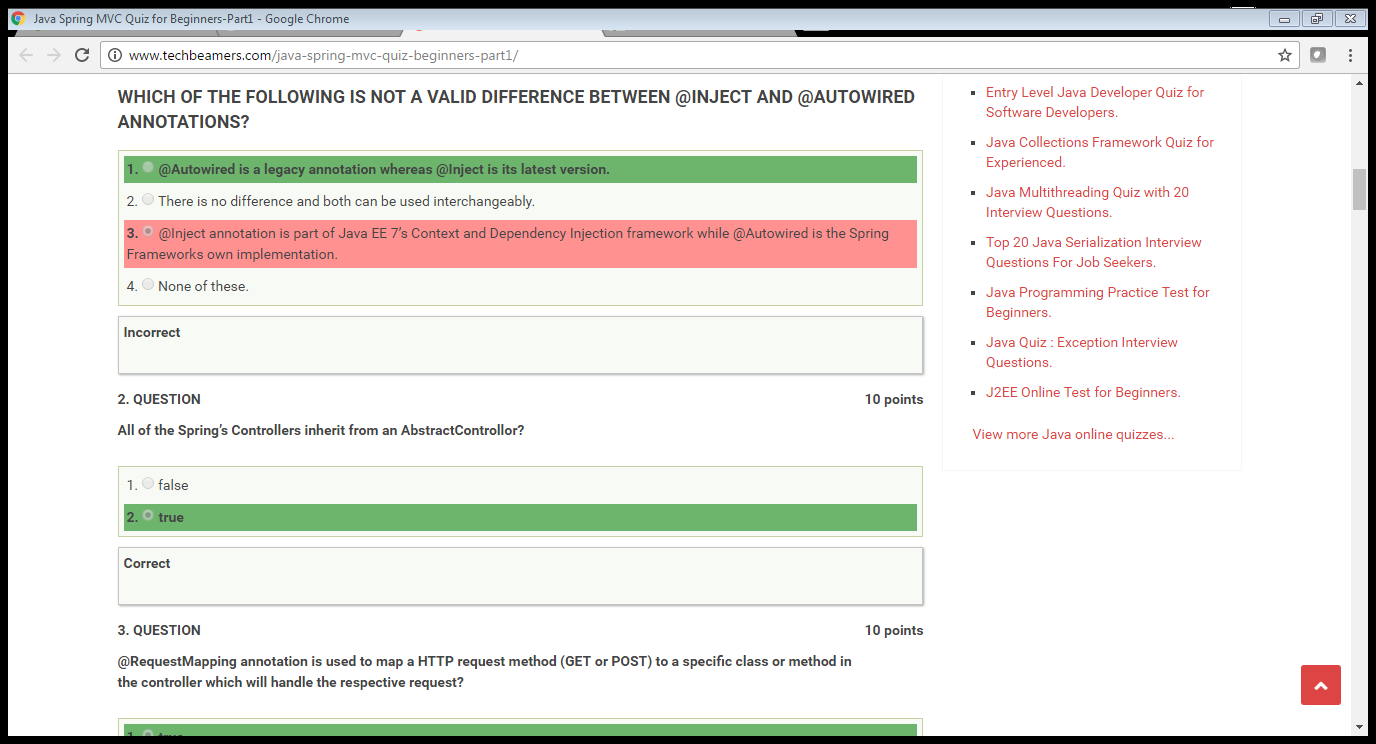 Java Spring MVC Quiz for Beginners-Part1 - Google Chrome
www.techbeamers.com/java-spring-mvc-quiz-beginners-part1/
WHICH OF THE FOLLOWING IS NOT A VALID DIFFERENCE BETWEEN @INJECT AND @AUTOWIRED
ANNOTATIONS?
1. @Autowired is a legacy annotation whereas @Inject is its latest version.
2. There is no difference and both can be used interchangeably.
3. @Inject annotation is part of Java EE 7’s Context and Dependency Injection framework while @Autowired is the Spring
Frameworks own implementation.
4. None of these.
Incorrect
2. QUESTION 10 points
All of the Spring’s Controllers inherit from an AbstractControllor?
1. false
2. true
Correct
3. QUESTION 10 points
@RequestMapping annotation is used to map a HTTP request method (GET or POST) to a specific class or method in
the controller which will handle the respective request?
1. true
Entry Level Java Developer Quiz for
Software Developers.
Java Collections Framework Quiz for
Experienced.
Java Multithreading Quiz with 20
Interview Questions.
Top 20 Java Serialization Interview
Questions For Job Seekers.
Java Programming Practice Test for
Beginners.
Java Quiz : Exception Interview
Questions.
J2EE Online Test for Beginners.
View more Java online quizzes...